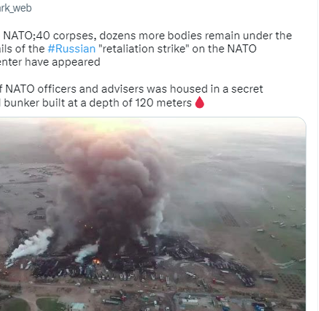 rk_web
NATO;40 corpses, dozens more bodies remain under the
ils of the #Russian "retaliation strike" on the NATO
enter have appeared
f NATO officers and advisers was housed in a secret
bunker built at a depth of 120 meters